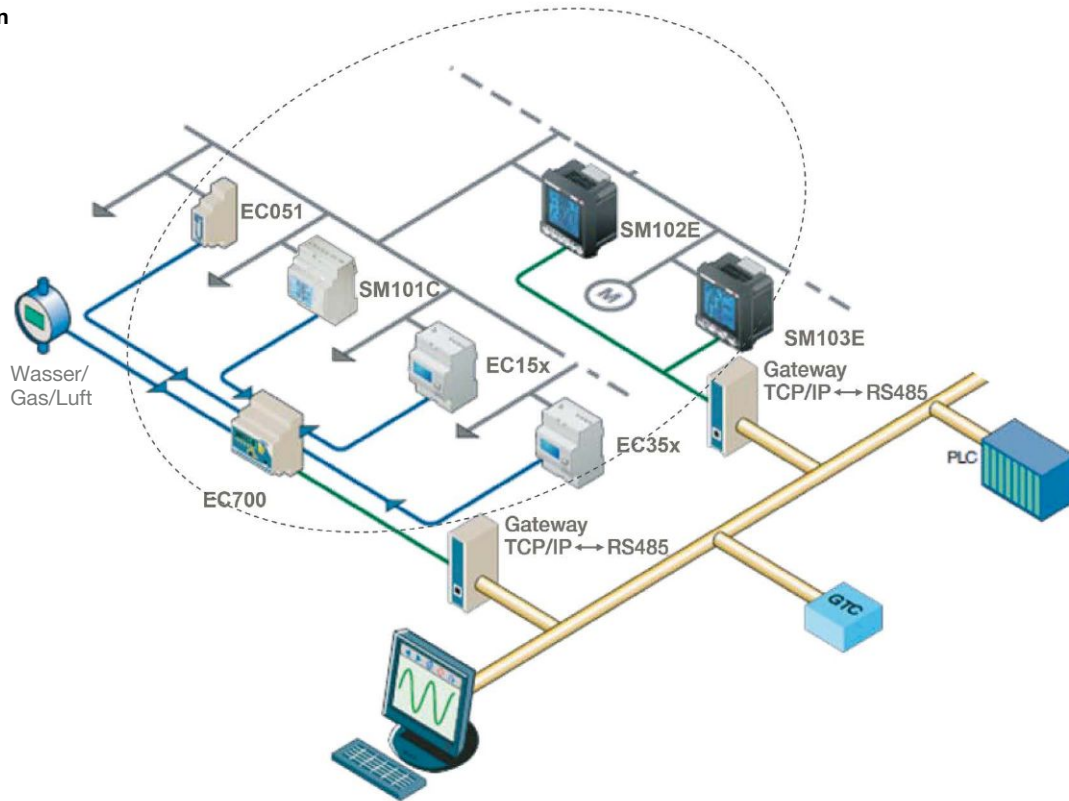 n
EC051
SM102E
SM101C
M
SM103E
EC15x
Wasser/
Gas/Luft
Gateway
TCP/IP ↔ RS485
EC35x
PLC
EC700
Gateway
TCP/IP ↔ RS485
GTC